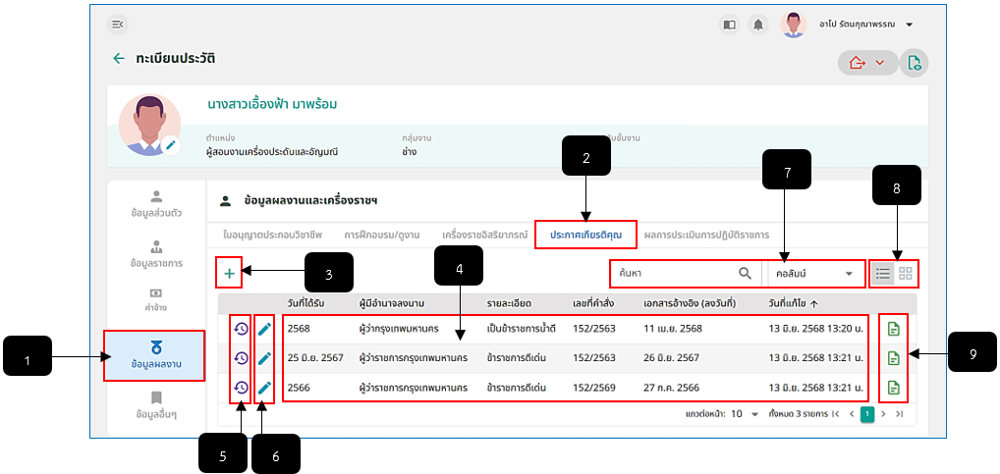 อาโป รัตนกุณาพรรณ
ทะเบียนประวัติ
นางสาวเอื้องฟ้า มาพร้อม
ตำแหน่ง กลุ่มงาน
ผู้สอนงานเครื่องประดับและอัญมณี ช่าง
2
7
8
ข้อมูลส่วนตัว
ข้อมูลราชการ
ค่าจ้าง
ข้อมูลผลงาน
ข้อมูลอื่นๆ
1
ข้อมูลผลงานและเครื่องราชฯ
ใบอนุญาตประกอบวิชาชีพ การฝึกอบรม/ดูงาน เครื่องราชอิสริยาภรณ์ ประกาศเกียรติคุณ ผลการประเมินการปฏิบัติราชการ
3
4
ค้นหา คอลัมน์
วันที่ได้รับ ผู้มีอำนาจลงนาม รายละเอียด เลขที่คำสั่ง เอกสารอ้างอิง (ลงวันที่) วันที่แก้ไข
2568 ผู้ว่ากรุงเทพมหานคร เป็นข้าราชการน้ำดี 152/2563 11 เม.ย. 2568 13 มิ.ย. 2568 13:20 น.
25 มิ.ย. 2567 ผู้ว่าราชการกรุงเทพมหานคร ข้าราชการดีเด่น 152/2563 26 มิ.ย. 2567 13 มิ.ย. 2568 13:21 น.
2566 ผู้ว่าราชการกรุงเทพมหานคร ข้าราชการดีเด่น 152/2569 27 ก.ค. 2566 13 มิ.ย. 2568 13:21 น.
9
แถวต่อหน้า: 10 ทั้งหมด 3 รายการ 1
5
6